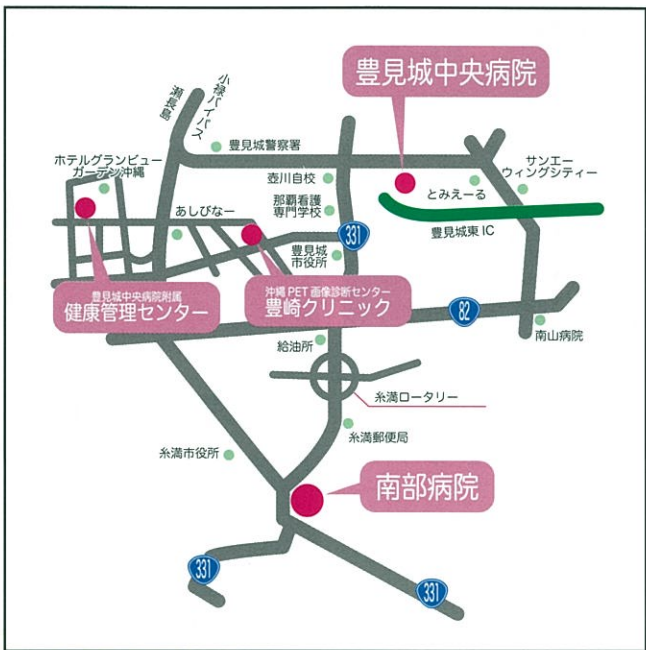 豊見城中央病院
小禄バイパス
瀬長島
豊見城警察署
ホテルグランビュー
ガーデン沖縄
壺川自校
とみえーる
サンエー
ウィングシティー
那覇看護
専門学校
あしびなー
331
豊見城東IC
豊見城
市役所
豊見城中央病院附属
健康管理センター
沖縄PET画像診断センター
豊崎クリニック
82
給油所
南山病院
糸満ロータリー
糸満郵便局
糸満市役所
南部病院
331
331